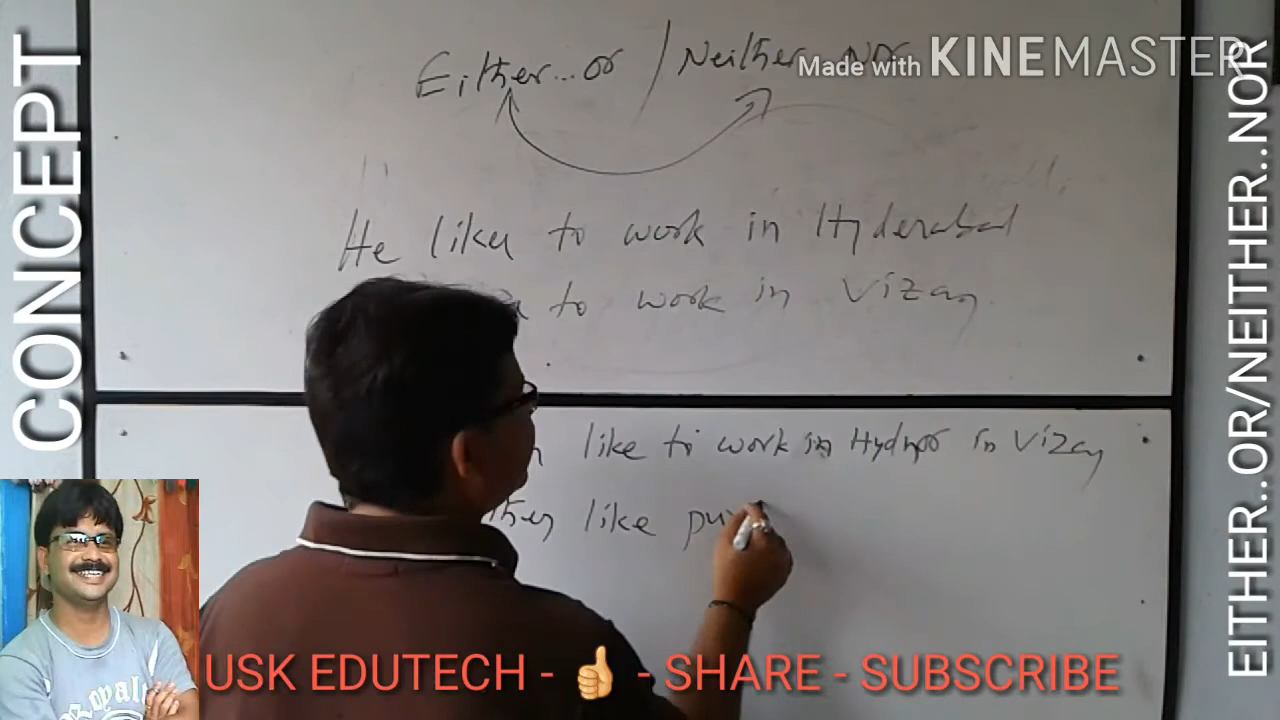 CONCEPT
Either...or / Neither...nor
Made with KINEMASTER
He likes to work in Hyderabad
to work in Vizag
like to work in Hyd nor in Vizag
like
EITHER..OR/NEITHER..NOR
USK EDUTECH - 👍 - SHARE - SUBSCRIBE